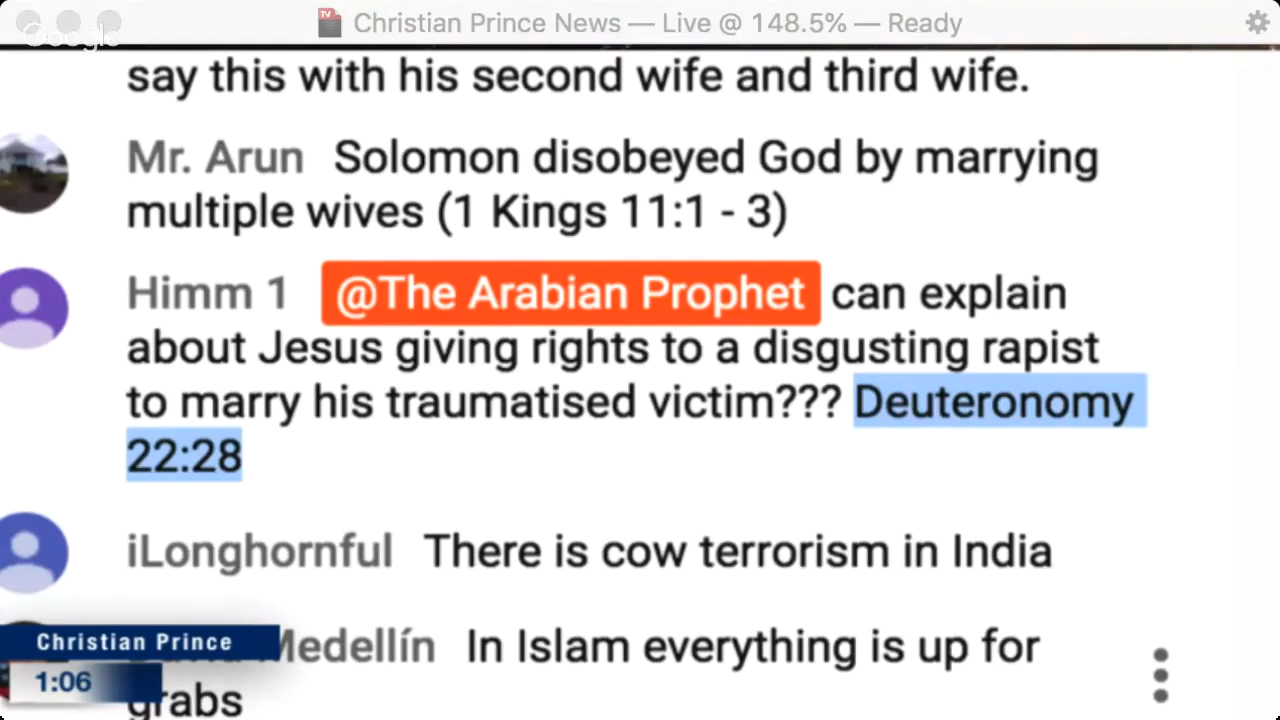 Christian Prince News — Live @ 148.5% — Ready
Google
say this with his second wife and third wife.
Mr. Arun Solomon disobeyed God by marrying
multiple wives (1 Kings 11:1 - 3)
Himm 1 @The Arabian Prophet can explain
about Jesus giving rights to a disgusting rapist
to marry his traumatised victim??? Deuteronomy
22:28
iLonghornful There is cow terrorism in India
Medellín In Islam everything is up for
grabs
Christian Prince
1:06